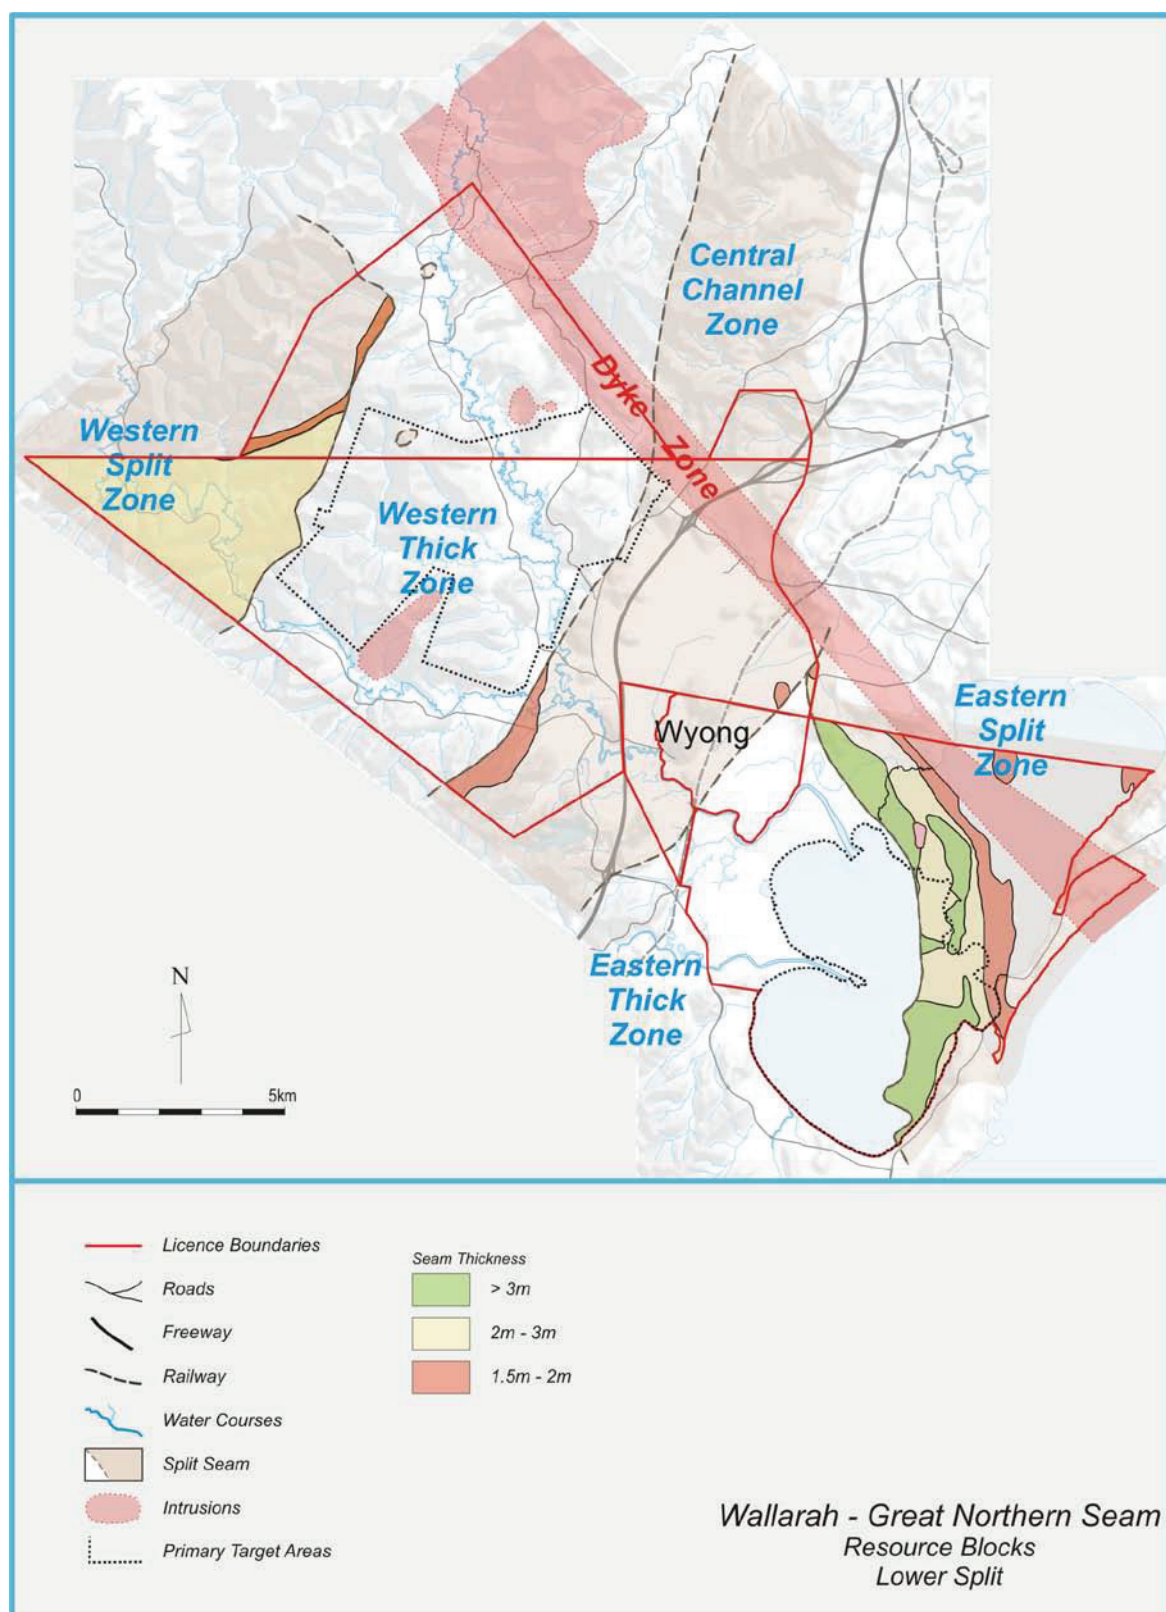 Central
Channel
Zone
Dyke Zone
Western
Split
Zone
Western
Thick
Zone
Eastern
Split
Zone
Wyong
Eastern
Thick
Zone
N
0 5km
Licence Boundaries
Roads
Freeway
Railway
Water Courses
Split Seam
Intrusions
Primary Target Areas
Seam Thickness
> 3m
2m - 3m
1.5m - 2m
Wallarah - Great Northern Seam
Resource Blocks
Lower Split